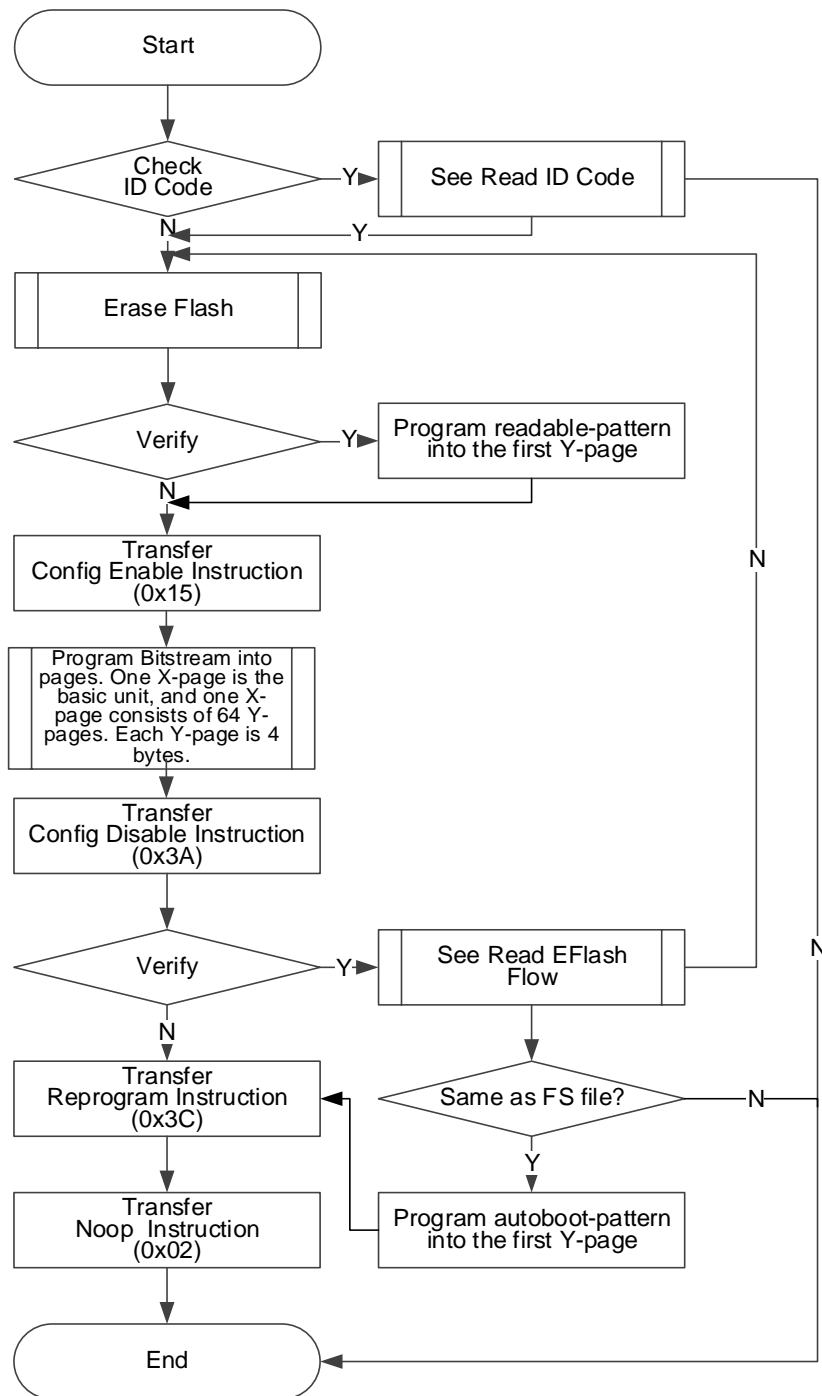 Start
Check
ID Code
Y
See Read ID Code
N
Y
Erase Flash
Verify
Y
Program readable-pattern
into the first Y-page
N
Transfer
Config Enable Instruction
(0x15)
N
Program Bitstream into
pages. One X-page is the
basic unit, and one X-
page consists of 64 Y-
pages. Each Y-page is 4
bytes.
Transfer
Config Disable Instruction
(0x3A)
Verify
Y
See Read EFlash
Flow
N
N
Transfer
Reprogram Instruction
(0x3C)
Same as FS file?
N
Y
Transfer
Noop Instruction
(0x02)
Program autoboot-pattern
into the first Y-page
End